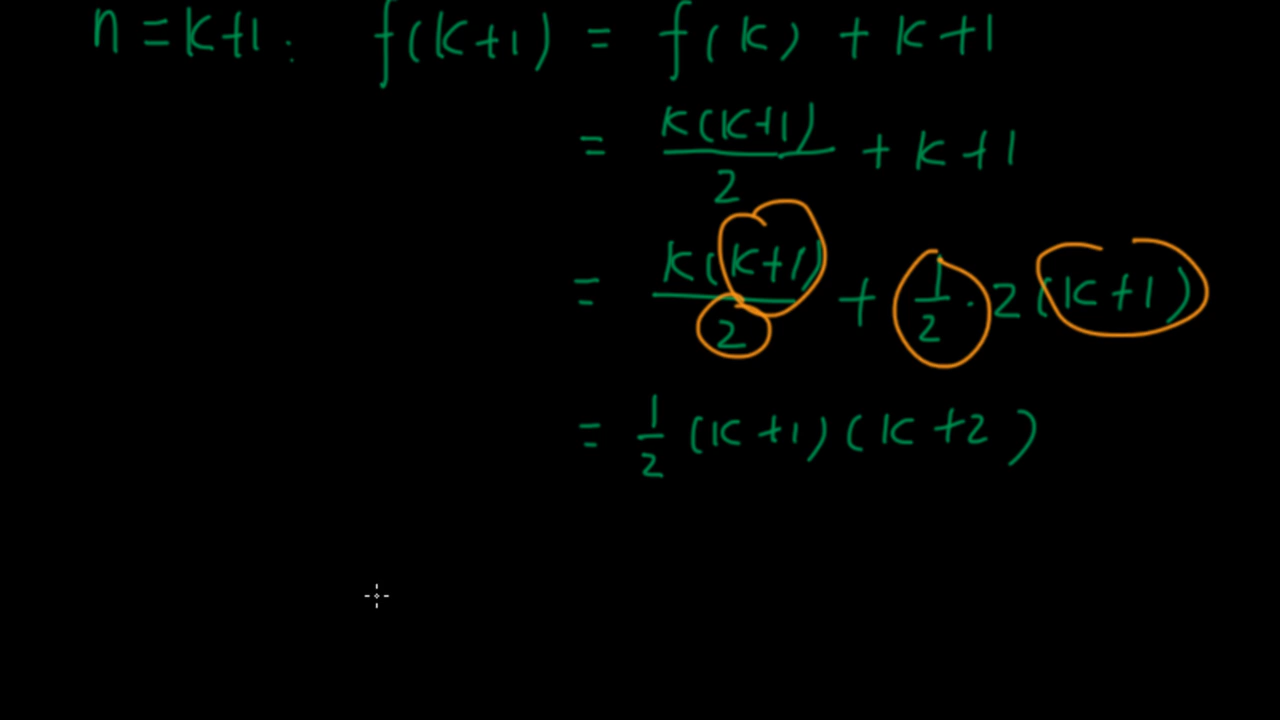 n = k+1 : f(k+1) = f(k) + k+1
= k(k+1)/2 + k+1
= k(k+1)/2 + 1/2 · 2(k+1)
= 1/2 (k+1)(k+2)